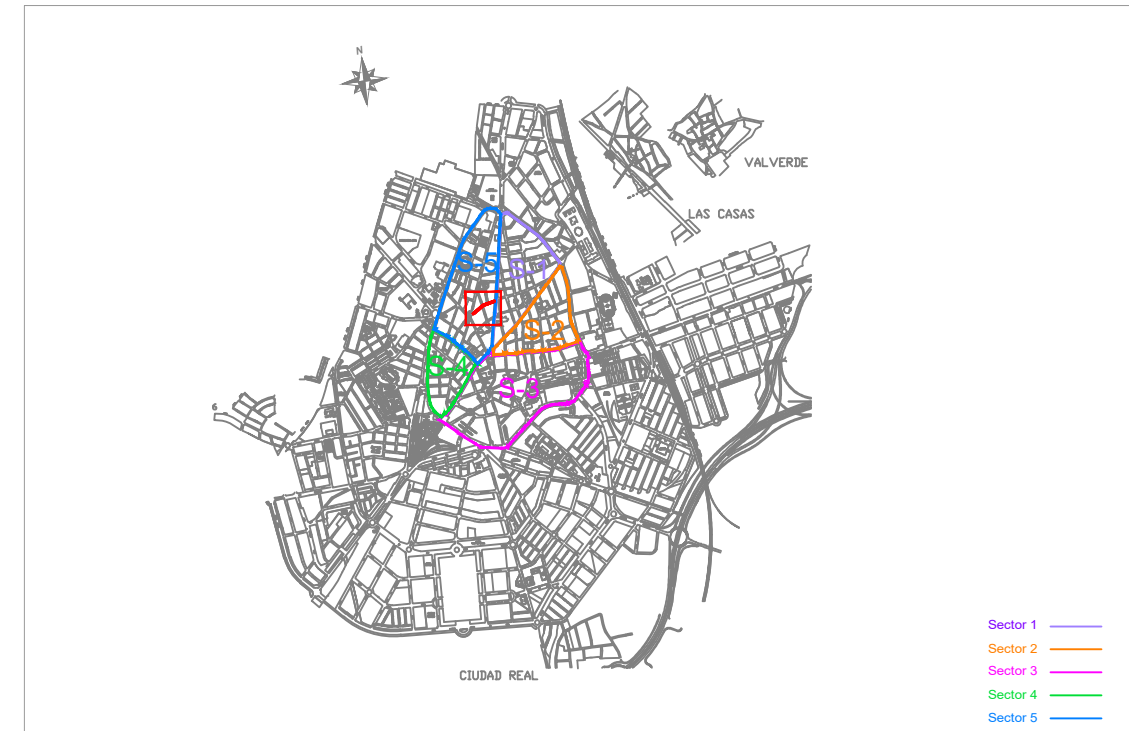 N
VALVERDE
LAS CASAS
S-5
S-1
S-2
S-4
S-3
6
CIUDAD REAL
Sector 1
Sector 2
Sector 3
Sector 4
Sector 5